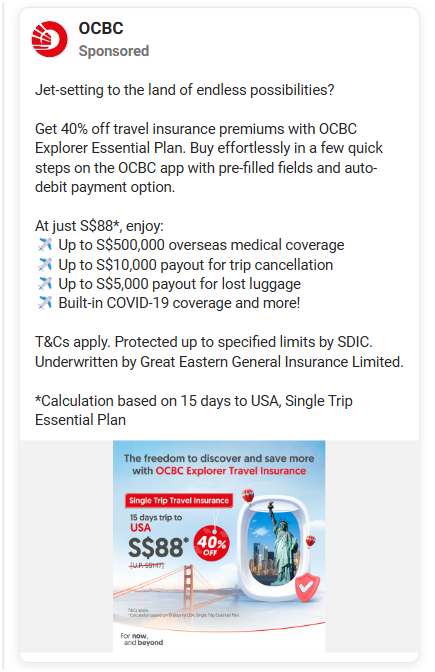 OCBC
Sponsored
Jet-setting to the land of endless possibilities?
Get 40% off travel insurance premiums with OCBC
Explorer Essential Plan. Buy effortlessly in a few quick
steps on the OCBC app with pre-filled fields and auto-
debit payment option.
At just S$88*, enjoy:
Up to S$500,000 overseas medical coverage
Up to S$10,000 payout for trip cancellation
Up to S$5,000 payout for lost luggage
Built-in COVID-19 coverage and more!
T&Cs apply. Protected up to specified limits by SDIC.
Underwritten by Great Eastern General Insurance Limited.
*Calculation based on 15 days to USA, Single Trip
Essential Plan
The freedom to discover and save more
with OCBC Explorer Travel Insurance
Single Trip Travel Insurance
15 days trip to
USA
S$88*
40%
OFF
(U.P. S$147)
T&Cs apply.
*Calculation based on 15 days to USA, Single Trip Essential Plan.
For now,
and beyond